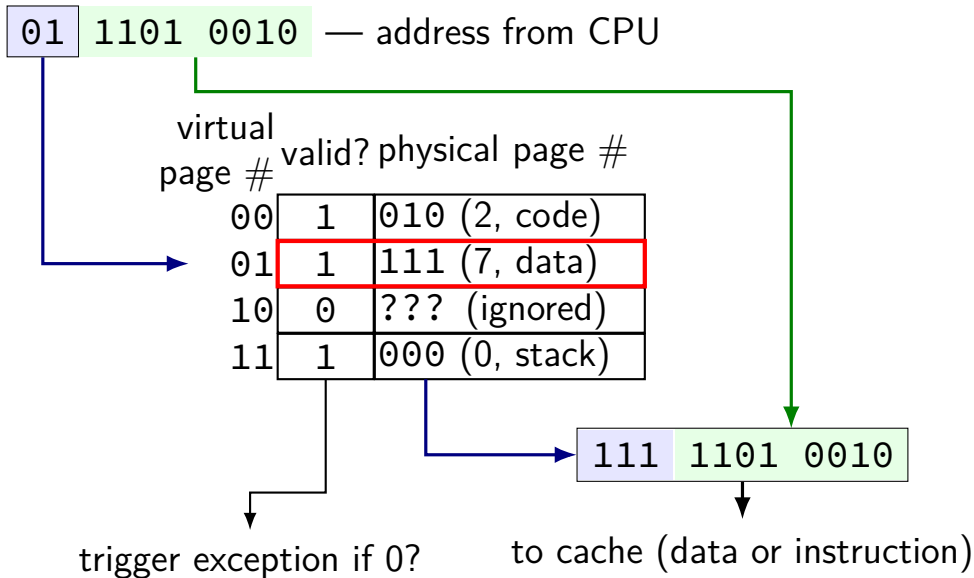 01 1101 0010 — address from CPU
virtual
page # valid? physical page #
00 1 010 (2, code)
01 1 111 (7, data)
10 0 ??? (ignored)
11 1 000 (0, stack)
111 1101 0010
trigger exception if 0?
to cache (data or instruction)